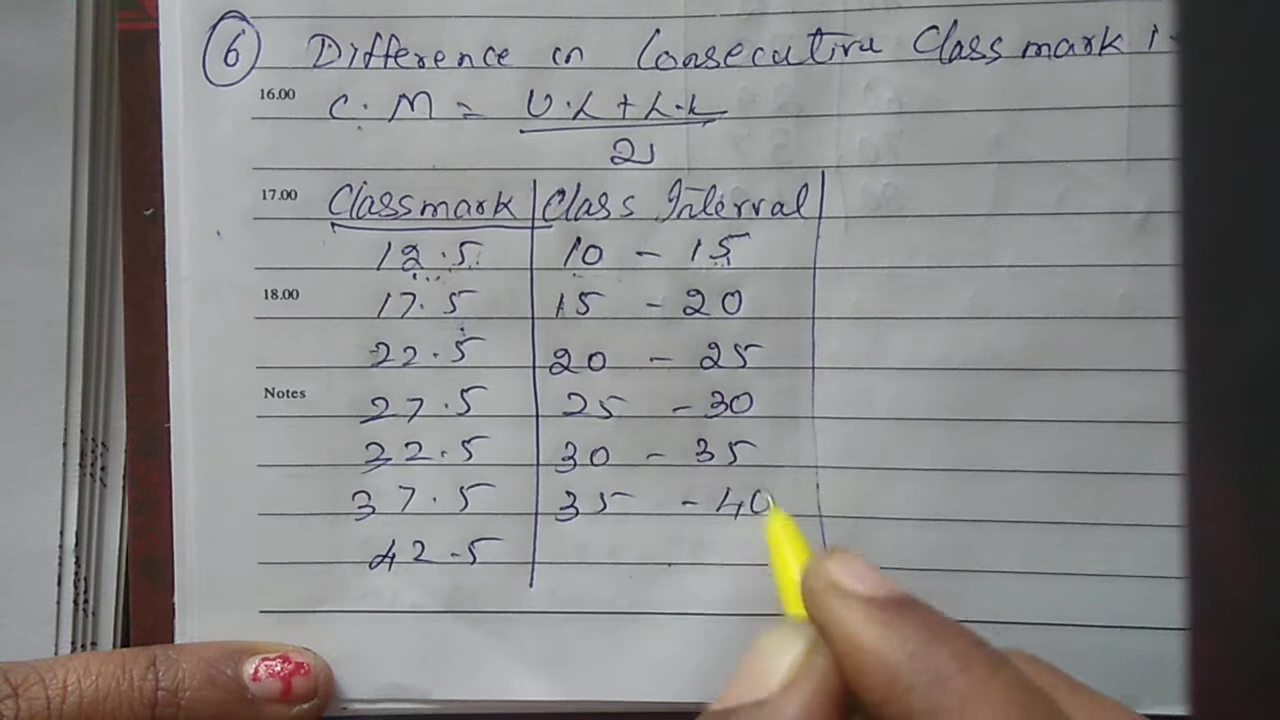 6 Difference in Consecutive Class mark
16.00 C.M = U.L + L.L
2
17.00 Classmark Class Interval
12.5 10 - 15
17.5 15 - 20
18.00
22.5 20 - 25
Notes 27.5 25 - 30
32.5 30 - 35
37.5 35 - 40
42.5